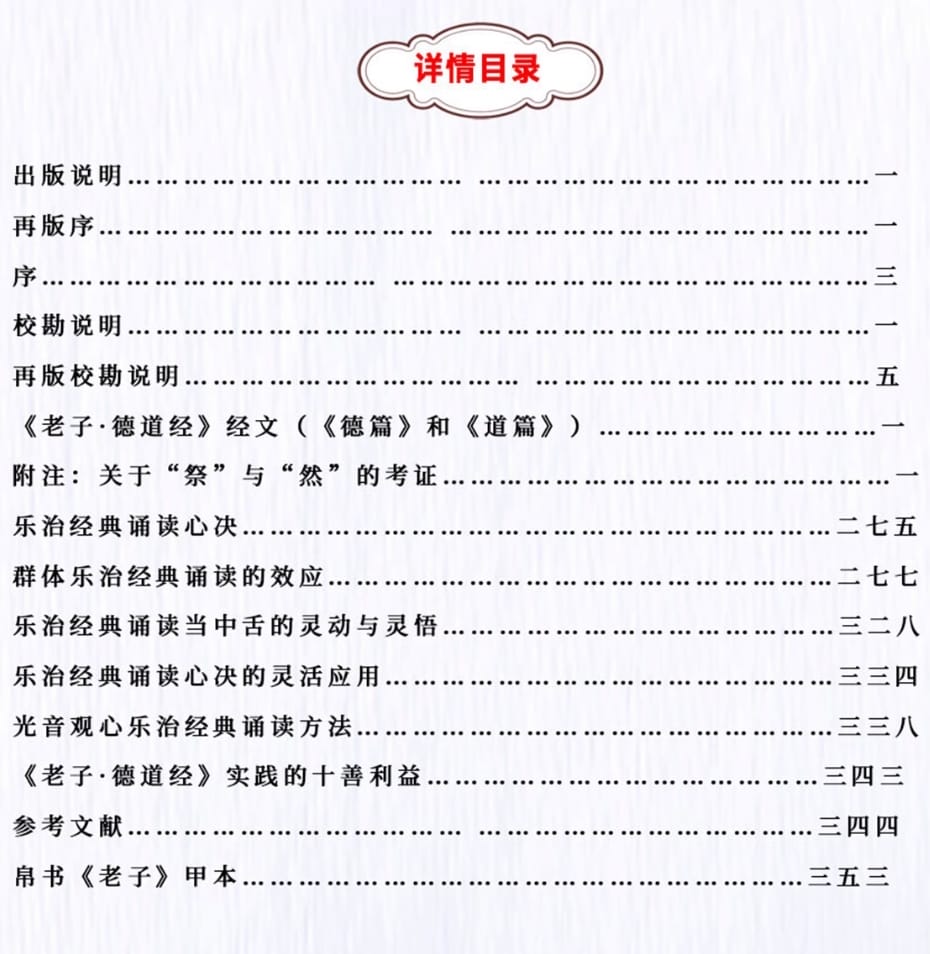 详情目录
出版说明…………………………………… …………………………………………一
再版序…………………………………… ……………………………………………一
序…………………………………… …………………………………………………三
校勘说明…………………………………… …………………………………………一
再版校勘说明…………………………………… ……………………………………五
《老子·德道经》经文（《德篇》和《道篇》）……………………………一
附注：关于“祭”与“然”的考证………………………………………………一
乐治经典诵读心决………………………………………………………………二七五
群体乐治经典诵读的效应………………………………………………………二七七
乐治经典诵读当中舌的灵动与灵悟……………………………………………三二八
乐治经典诵读心决的灵活应用…………………………………………………三三四
光音观心乐治经典诵读方法……………………………………………………三三八
《老子·德道经》实践的十善利益……………………………………………三四三
参考文献…………………………………… ……………………………………三四四
帛书《老子》甲本………………………………………………………………三五三